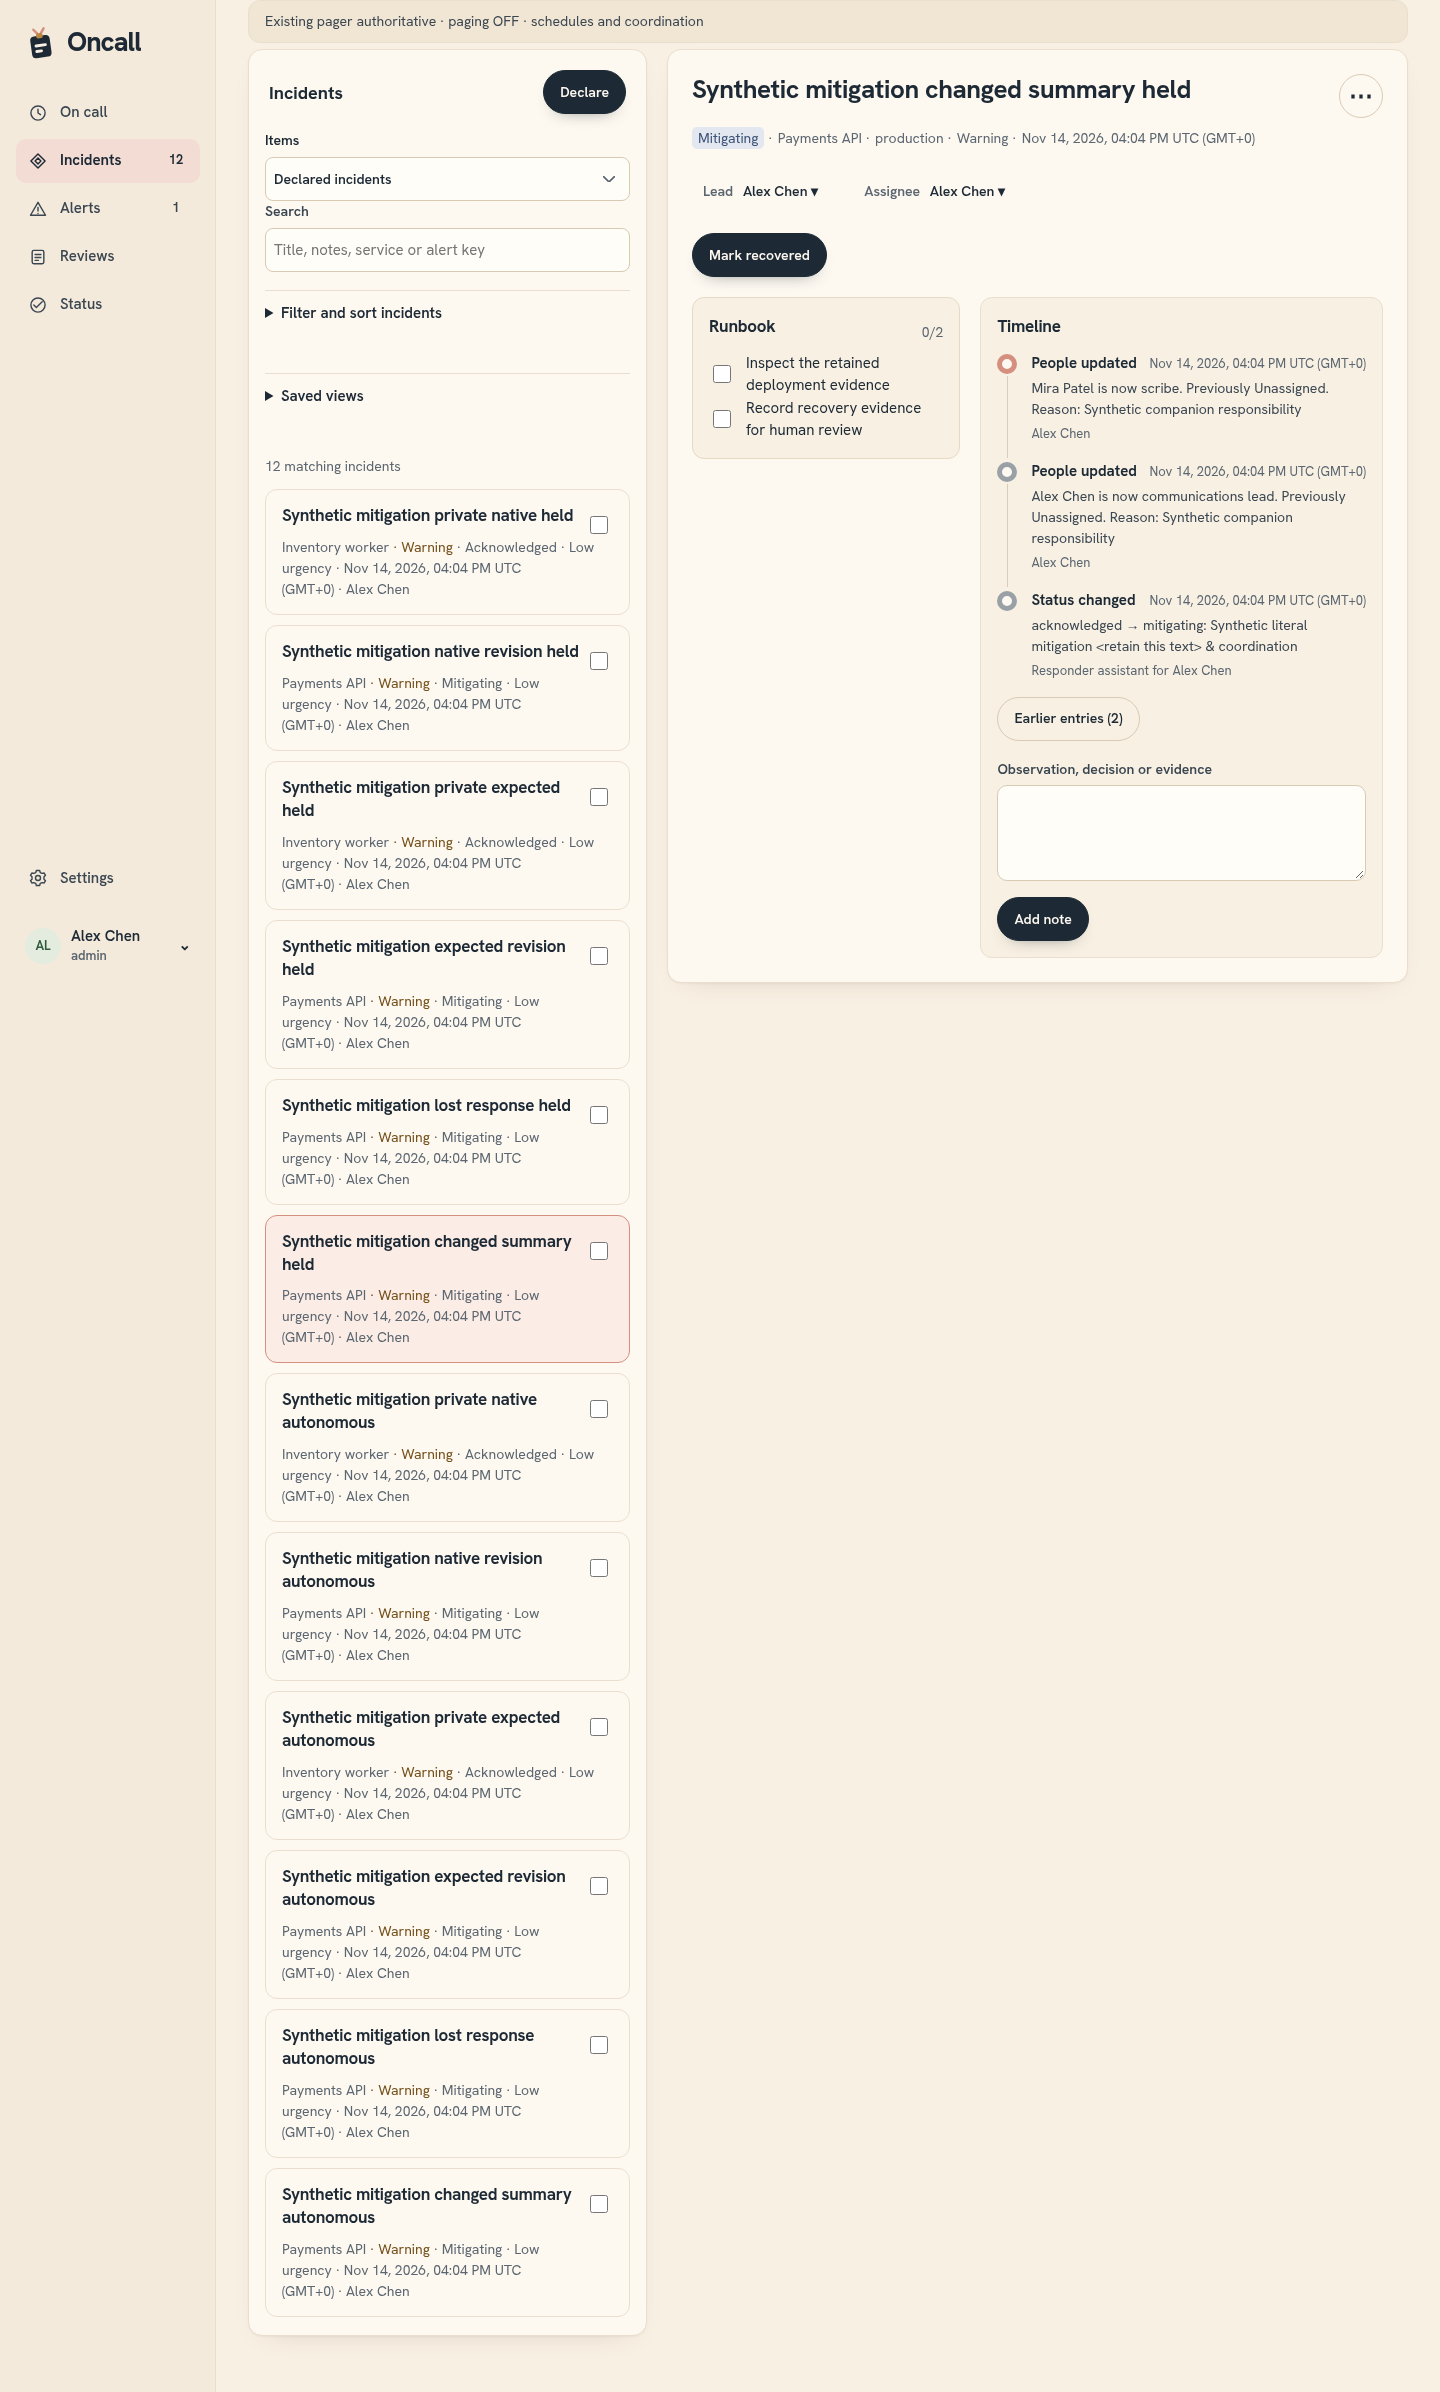 Oncall
On call
Incidents 12
Alerts 1
Reviews
Status
Settings
AL
Alex Chen
admin
Existing pager authoritative · paging OFF · schedules and coordination
Incidents
Declare
Items
Declared incidents
Search
Title, notes, service or alert key
Filter and sort incidents
Saved views
12 matching incidents
Synthetic mitigation private native held
Inventory worker · Warning · Acknowledged · Low
urgency · Nov 14, 2026, 04:04 PM UTC
(GMT+0) · Alex Chen
Synthetic mitigation native revision held
Payments API · Warning · Mitigating · Low
urgency · Nov 14, 2026, 04:04 PM UTC
(GMT+0) · Alex Chen
Synthetic mitigation private expected
held
Inventory worker · Warning · Acknowledged · Low
urgency · Nov 14, 2026, 04:04 PM UTC
(GMT+0) · Alex Chen
Synthetic mitigation expected revision
held
Payments API · Warning · Mitigating · Low
urgency · Nov 14, 2026, 04:04 PM UTC
(GMT+0) · Alex Chen
Synthetic mitigation lost response held
Payments API · Warning · Mitigating · Low
urgency · Nov 14, 2026, 04:04 PM UTC
(GMT+0) · Alex Chen
Synthetic mitigation changed summary
held
Payments API · Warning · Mitigating · Low
urgency · Nov 14, 2026, 04:04 PM UTC
(GMT+0) · Alex Chen
Synthetic mitigation private native
autonomous
Inventory worker · Warning · Acknowledged · Low
urgency · Nov 14, 2026, 04:04 PM UTC
(GMT+0) · Alex Chen
Synthetic mitigation native revision
autonomous
Payments API · Warning · Mitigating · Low
urgency · Nov 14, 2026, 04:04 PM UTC
(GMT+0) · Alex Chen
Synthetic mitigation private expected
autonomous
Inventory worker · Warning · Acknowledged · Low
urgency · Nov 14, 2026, 04:04 PM UTC
(GMT+0) · Alex Chen
Synthetic mitigation expected revision
autonomous
Payments API · Warning · Mitigating · Low
urgency · Nov 14, 2026, 04:04 PM UTC
(GMT+0) · Alex Chen
Synthetic mitigation lost response
autonomous
Payments API · Warning · Mitigating · Low
urgency · Nov 14, 2026, 04:04 PM UTC
(GMT+0) · Alex Chen
Synthetic mitigation changed summary
autonomous
Payments API · Warning · Mitigating · Low
urgency · Nov 14, 2026, 04:04 PM UTC
(GMT+0) · Alex Chen
Synthetic mitigation changed summary held
Mitigating · Payments API · production · Warning · Nov 14, 2026, 04:04 PM UTC (GMT+0)
Lead Alex Chen ▾ Assignee Alex Chen ▾
Mark recovered
Runbook 0/2
Inspect the retained
deployment evidence
Record recovery evidence
for human review
Timeline
People updated Nov 14, 2026, 04:04 PM UTC (GMT+0)
Mira Patel is now scribe. Previously Unassigned.
Reason: Synthetic companion responsibility
Alex Chen
People updated Nov 14, 2026, 04:04 PM UTC (GMT+0)
Alex Chen is now communications lead. Previously
Unassigned. Reason: Synthetic companion
responsibility
Alex Chen
Status changed Nov 14, 2026, 04:04 PM UTC (GMT+0)
acknowledged → mitigating: Synthetic literal
mitigation <retain this text> & coordination
Responder assistant for Alex Chen
Earlier entries (2)
Observation, decision or evidence
Add note